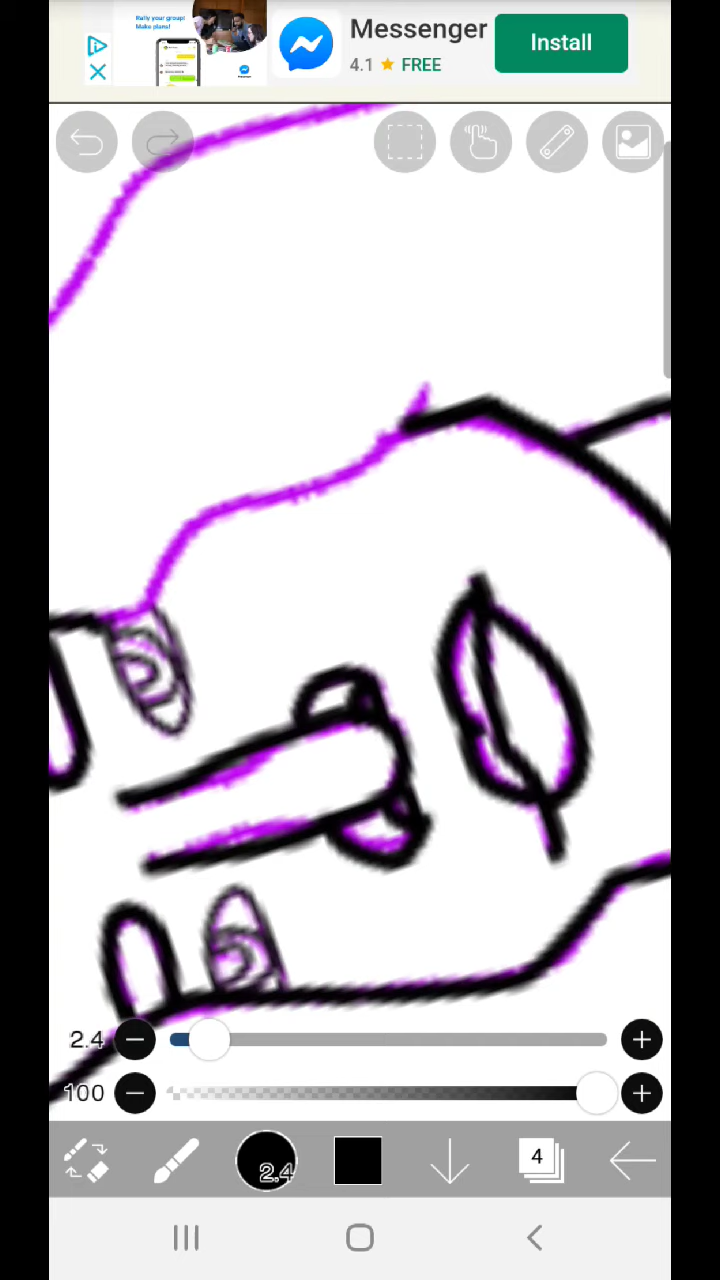 Rally your group!
Make plans!
Messenger
4.1 ★ FREE
Install
2.4
100
2.4
4